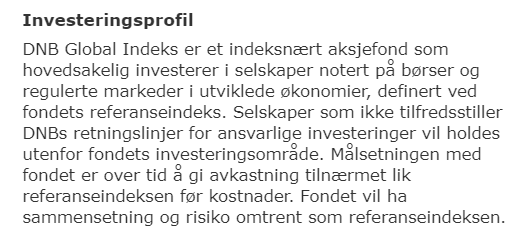 Investeringsprofil
DNB Global Indeks er et indeksnært aksjefond som
hovedsakelig investerer i selskaper notert på børser og
regulerte markeder i utviklede økonomier, definert ved
fondets referanseindeks. Selskaper som ikke tilfredsstiller
DNBs retningslinjer for ansvarlige investeringer vil holdes
utenfor fondets investeringsområde. Målsetningen med
fondet er over tid å gi avkastning tilnærmet lik
referanseindeksen før kostnader. Fondet vil ha
sammensetning og risiko omtrent som referanseindeksen.